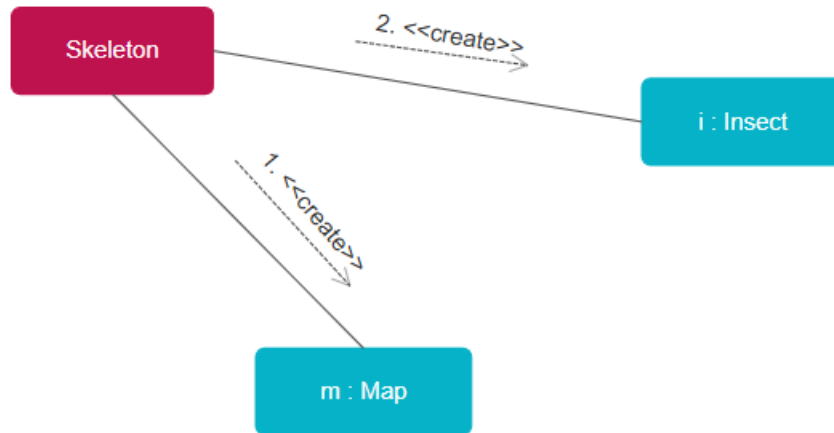 Skeleton
2. <<create>>
i : Insect
1. <<create>>
m : Map